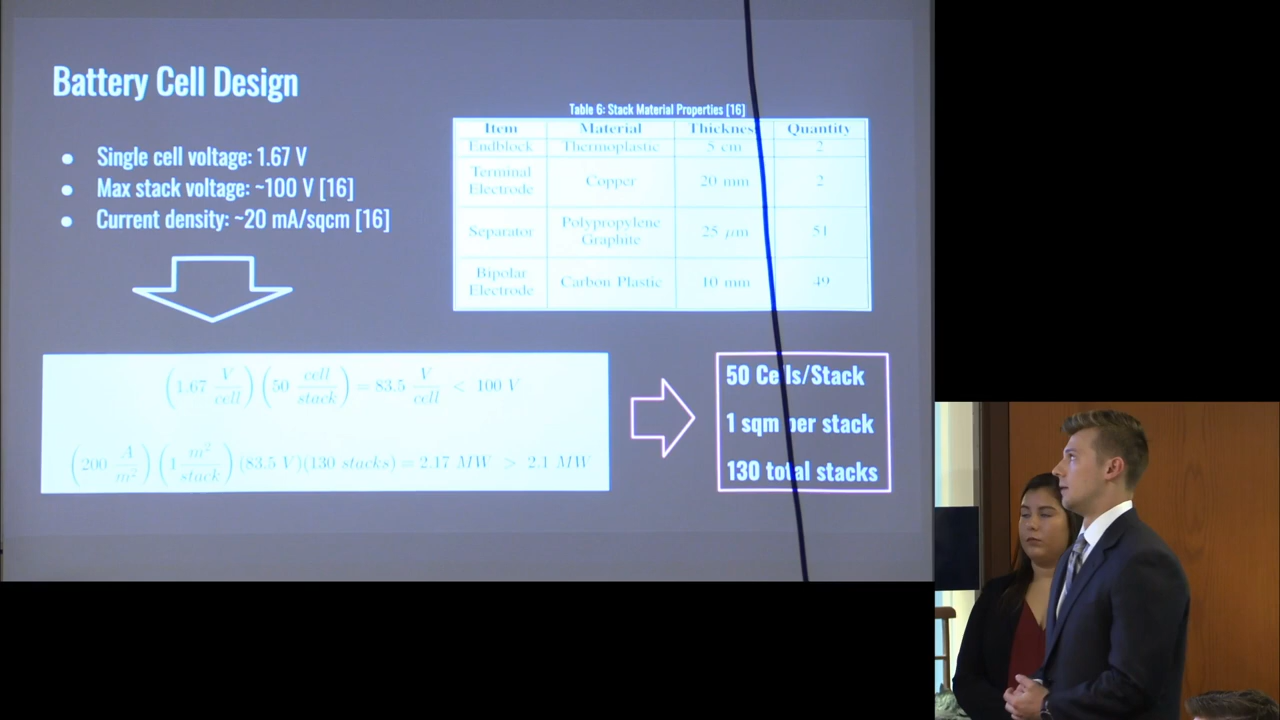 Battery Cell Design
● Single cell voltage: 1.67 V
● Max stack voltage: ~100 V [16]
● Current density: ~20 mA/sqcm [16]
Table 6: Stack Material Properties [16]
Item Material Thickness Quantity
Endblock Thermoplastic 5 cm 2
Terminal Electrode Copper 20 mm 2
Separator Polypropylene Graphite 25 μm 51
Bipolar Electrode Carbon Plastic 10 mm 49
(1.67 V/cell) (50 cell/stack) = 83.5 V/cell < 100 V
(200 A/m²) (1 m²/stack) (83.5 V)(130 stacks) = 2.17 MW > 2.1 MW
50 Cells/Stack
1 sqm per stack
130 total stacks